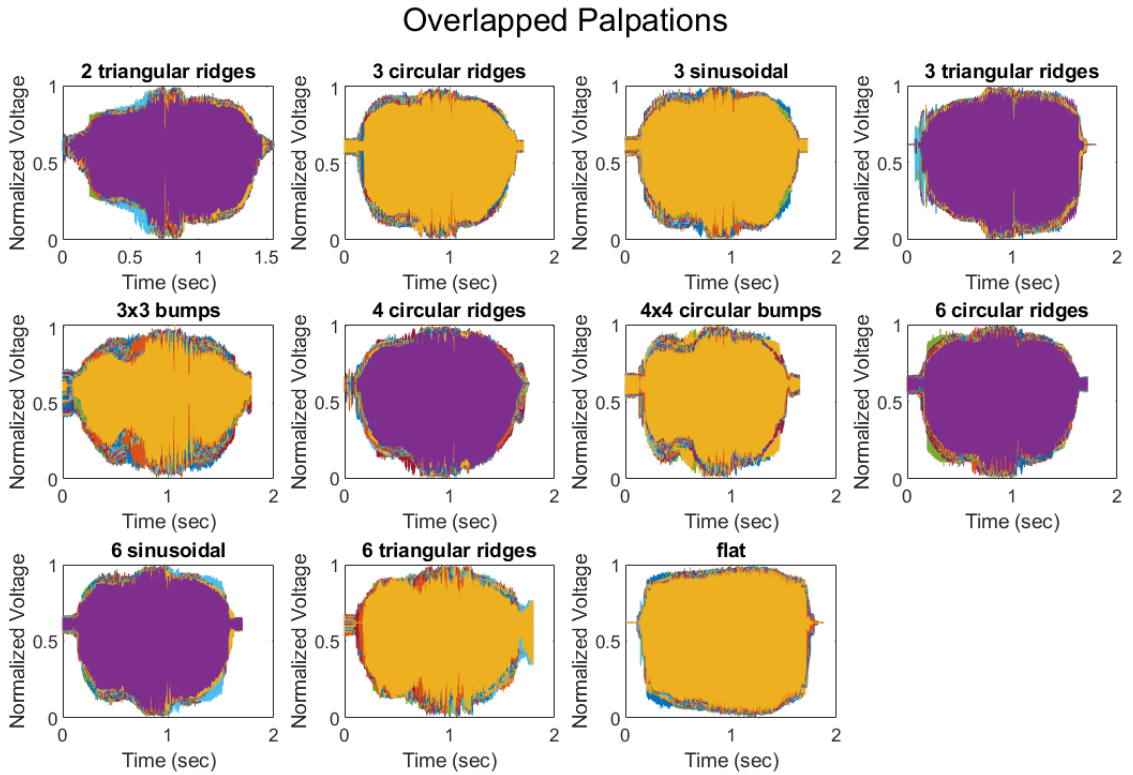 Overlapped Palpations
2 triangular ridges
Normalized Voltage
1
0.5
0
0 0.5 1 1.5
Time (sec)
3 circular ridges
Normalized Voltage
1
0.5
0
0 1 2
Time (sec)
3 sinusoidal
Normalized Voltage
1
0.5
0
0 1 2
Time (sec)
3 triangular ridges
Normalized Voltage
1
0.5
0
0 1 2
Time (sec)
3x3 bumps
Normalized Voltage
1
0.5
0
0 1 2
Time (sec)
4 circular ridges
Normalized Voltage
1
0.5
0
0 1 2
Time (sec)
4x4 circular bumps
Normalized Voltage
1
0.5
0
0 1 2
Time (sec)
6 circular ridges
Normalized Voltage
1
0.5
0
0 1 2
Time (sec)
6 sinusoidal
Normalized Voltage
1
0.5
0
0 1 2
Time (sec)
6 triangular ridges
Normalized Voltage
1
0.5
0
0 1 2
Time (sec)
flat
Normalized Voltage
1
0.5
0
0 1 2
Time (sec)